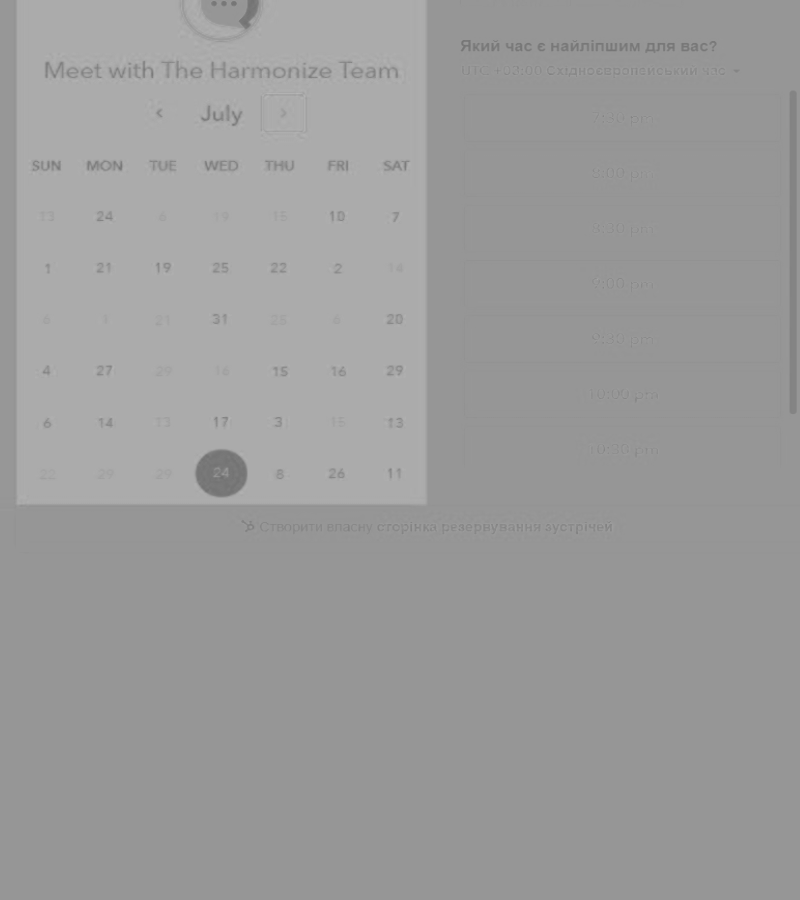 Meet with The Harmonize Team
July
SUN MON TUE WED THU FRI SAT
13 24 6 19 15 10 7
1 21 19 25 22 2 14
6 21 31 25 6 20
4 27 29 16 15 16 29
6 14 13 17 3 15 13
22 29 29 24 8 26 11
Який час є найліпшим для вас?
UTC +02:00 Східноєвропейський час
7:30 pm
8:00 pm
8:30 pm
9:00 pm
9:30 pm
10:00 pm
10:30 pm
Створити власну сторінка резервування зустрічей